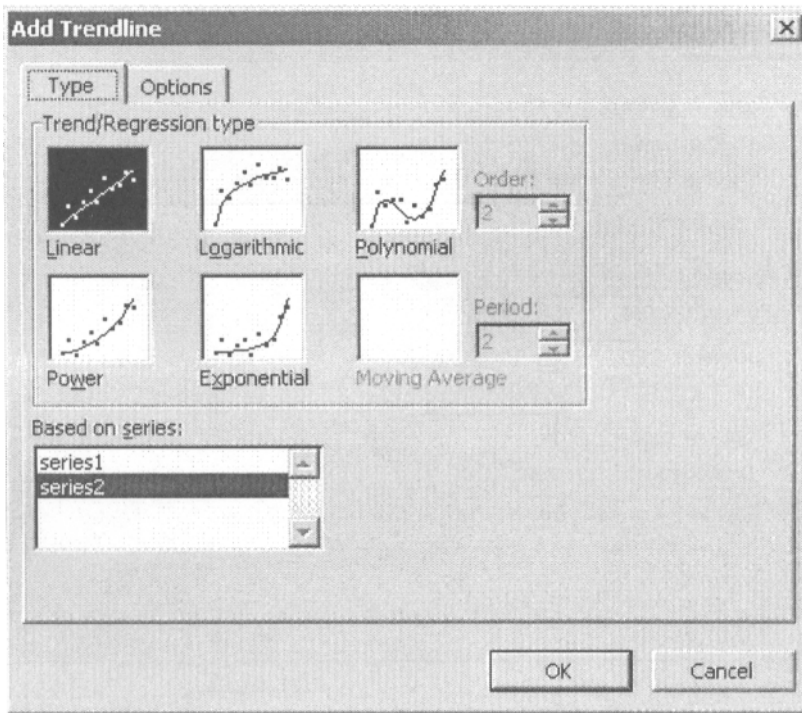 Add Trendline
Type Options
Trend/Regression type
Linear
Logarithmic
Polynomial
Order:
2
Power
Exponential
Moving Average
Period:
2
Based on series:
series1
series2
OK
Cancel